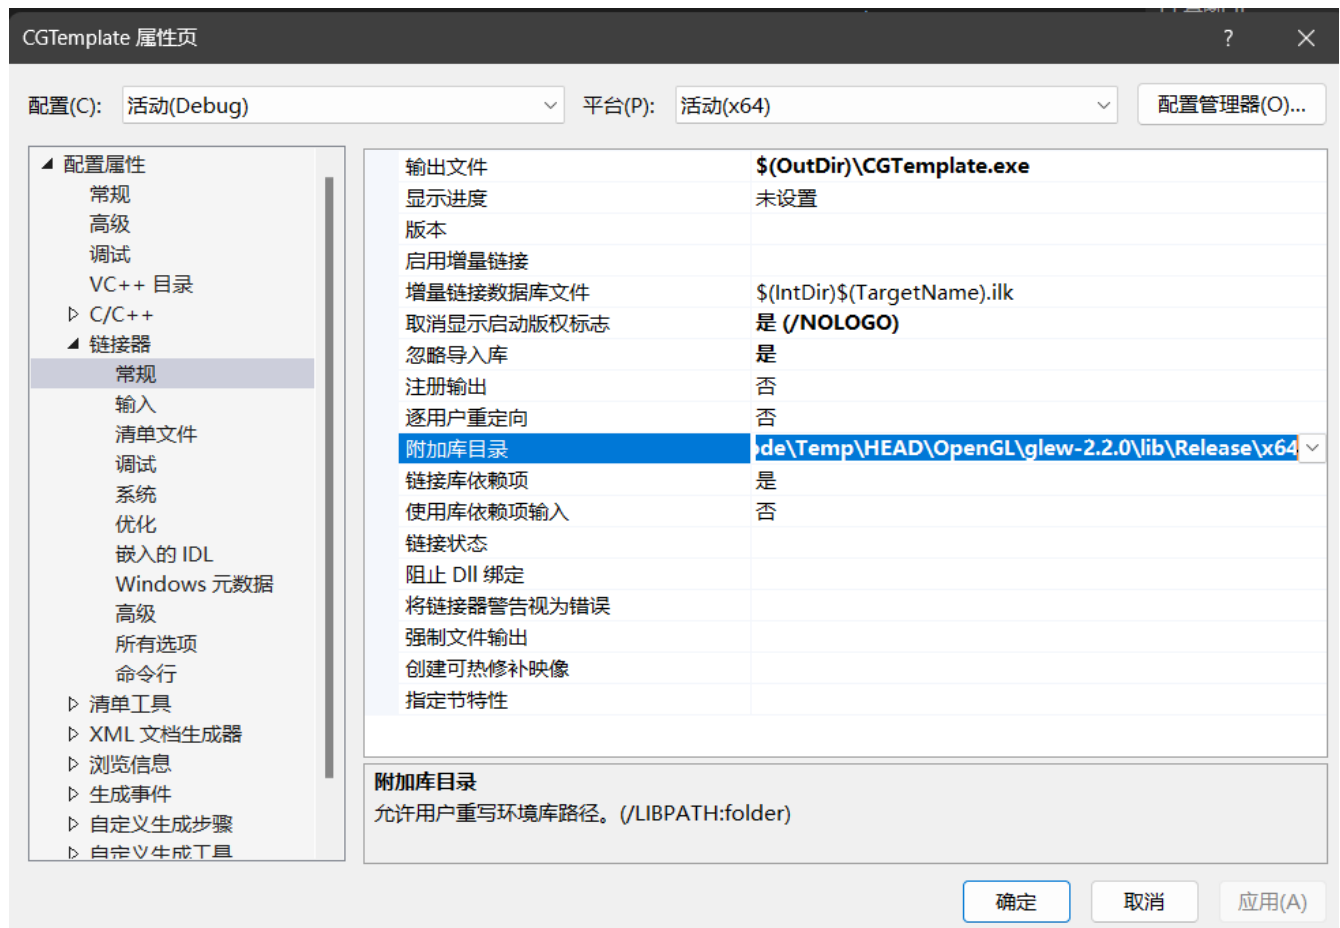 CGTemplate 属性页
配置(C): 活动(Debug) 平台(P): 活动(x64) 配置管理器(O)...
配置属性
常规
高级
调试
VC++ 目录
C/C++
链接器
常规
输入
清单文件
调试
系统
优化
嵌入的 IDL
Windows 元数据
高级
所有选项
命令行
清单工具
XML 文档生成器
浏览信息
生成事件
自定义生成步骤
自定义生成工具
输出文件 $(OutDir)\CGTemplate.exe
显示进度 未设置
版本
启用增量链接
增量链接数据库文件 $(IntDir)$(TargetName).ilk
取消显示启动版权标志 是 (/NOLOGO)
忽略导入库 是
注册输出 否
逐用户重定向 否
附加库目录 de\Temp\HEAD\OpenGL\glew-2.2.0\lib\Release\x64
链接库依赖项 是
使用库依赖项输入 否
链接状态
阻止 Dll 绑定
将链接器警告视为错误
强制文件输出
创建可热修补映像
指定节特性
附加库目录
允许用户重写环境库路径。(/LIBPATH:folder)
确定 取消 应用(A)